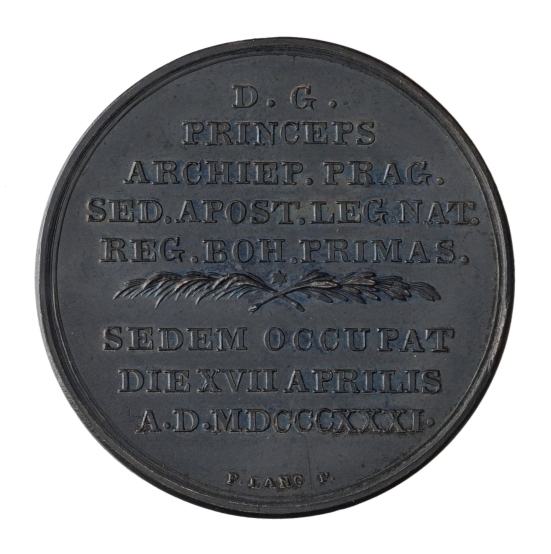 D. G.
PRINCEPS
ARCHIEP. PRAG.
SED. APOST. LEG. NAT.
REG. BOH. PRIMAS.
SEDEM OCCUPAT
DIE XVII APRILIS
A. D. MDCCCXXXI.
F. LANG F.